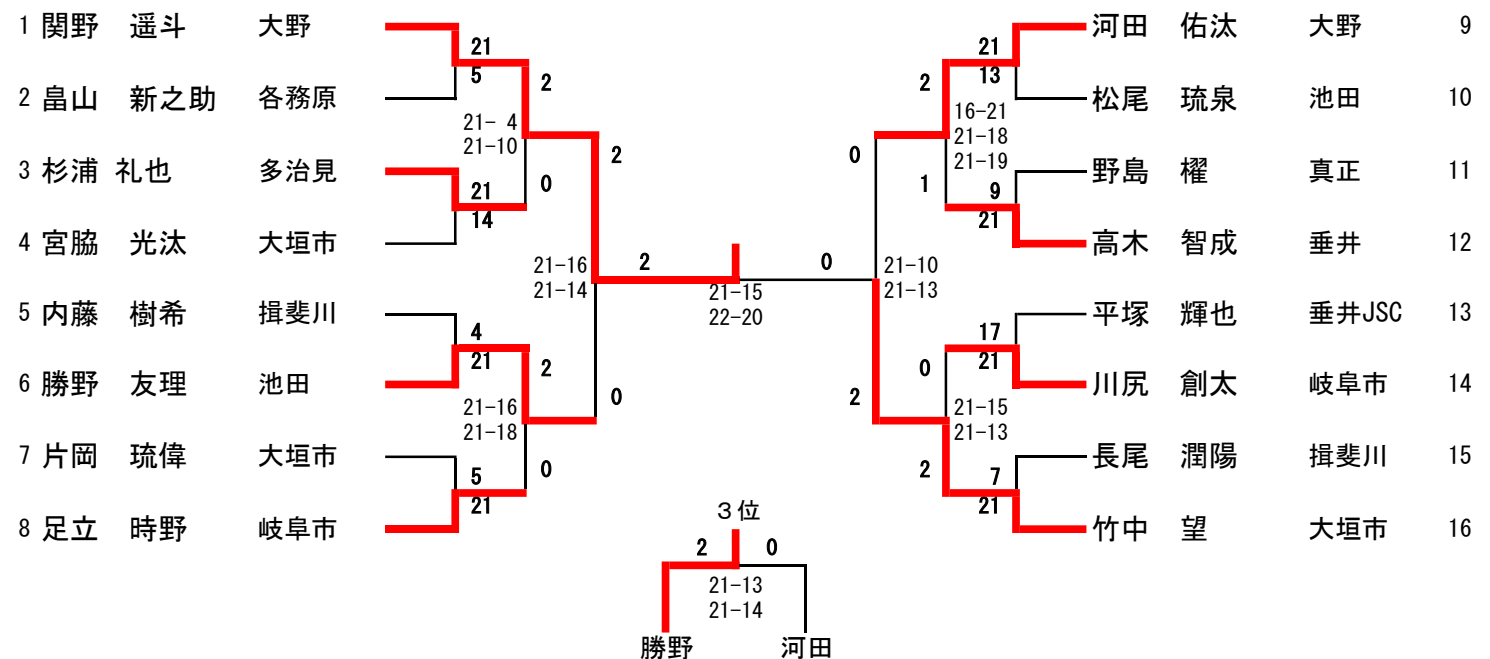 1 関野 遥斗 大野
2 畠山 新之助 各務原
3 杉浦 礼也 多治見
4 宮脇 光汰 大垣市
5 内藤 樹希 揖斐川
6 勝野 友理 池田
7 片岡 琉偉 大垣市
8 足立 時野 岐阜市
21
5
21
14
4
21
5
21
2
21- 4
21-10
0
2
21-16
21-18
0
2
21-16
21-14
0
2
21-15
22-20
0
0
21-10
21-13
2
2
16-21
21-18
21-19
1
0
21-15
21-13
2
21
13
9
21
17
21
7
21
河田 佑汰 大野 9
松尾 琉泉 池田 10
野島 櫂 真正 11
高木 智成 垂井 12
平塚 輝也 垂井JSC 13
川尻 創太 岐阜市 14
長尾 潤陽 揖斐川 15
竹中 望 大垣市 16
3位
2 0
21-13
21-14
勝野 河田